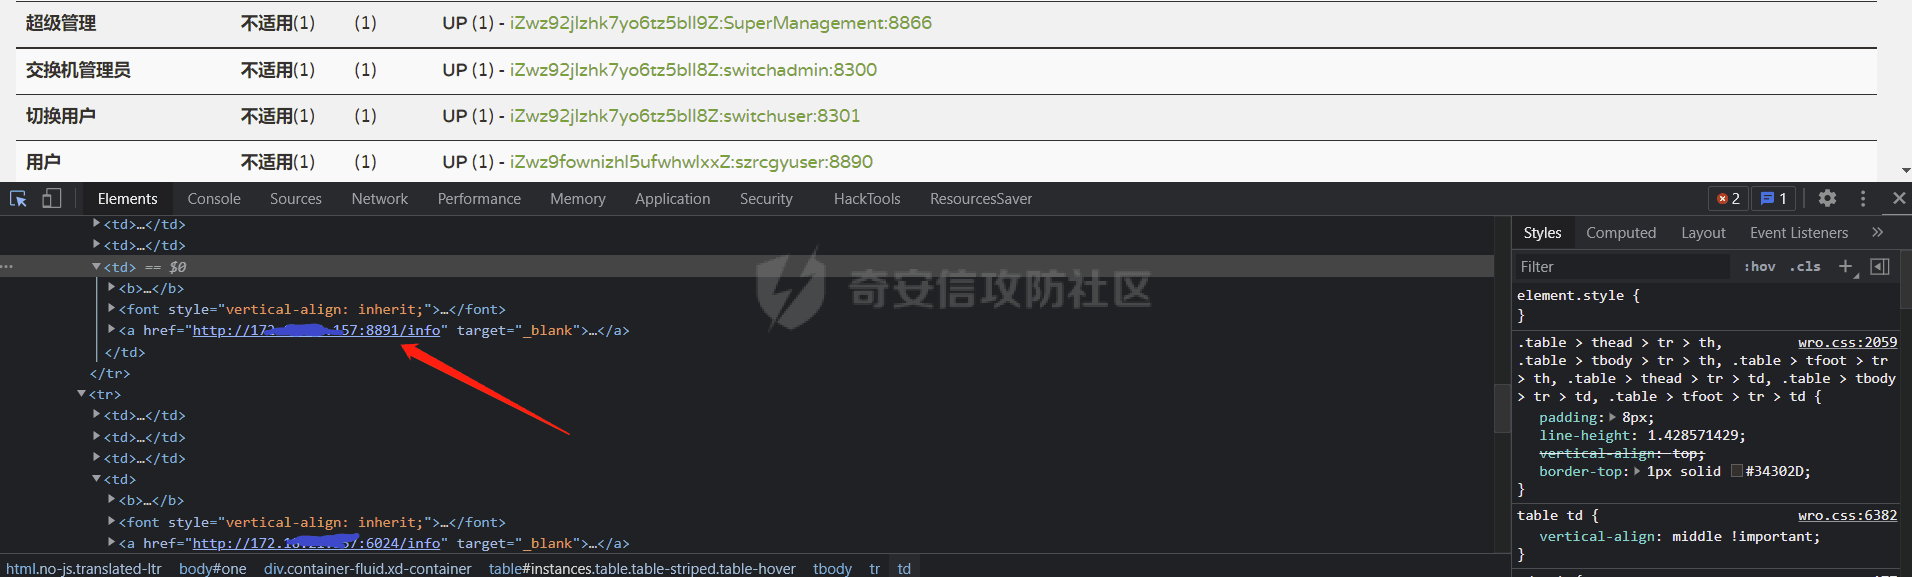 超级管理 不适用(1) (1) UP (1) - iZwz92jlzhk7yo6tz5bll9Z:SuperManagement:8866
交换机管理员 不适用(1) (1) UP (1) - iZwz92jlzhk7yo6tz5bll8Z:switchadmin:8300
切换用户 不适用(1) (1) UP (1) - iZwz92jlzhk7yo6tz5bll8Z:switchuser:8301
用户 不适用(1) (1) UP (1) - iZwz9fownizhl5ufwhwlxxZ:szrcgyuser:8890
Elements Console Sources Network Performance Memory Application Security HackTools ResourcesSaver 2 1
<td>…</td>
<td>…</td>
<td> == $0
<b>…</b>
<font style="vertical-align: inherit;">…</font>
<a href="http://172 157:8891/info" target="_blank">…</a>
</td>
</tr>
<tr>
<td>…</td>
<td>…</td>
<td>…</td>
<td>
<b>…</b>
<font style="vertical-align: inherit;">…</font>
<a href="http://172. :6024/info" target="_blank">…</a>
html.no-js.translated-ltr body#one div.container-fluid.xd-container table#instances.table.table-striped.table-hover tbody tr td
奇安信攻防社区
Styles Computed Layout Event Listeners »
Filter :hov .cls +
element.style {
}
.table > thead > tr > th, wro.css:2059
.table > tbody > tr > th, .table > tfoot > tr
> th, .table > thead > tr > td, .table > tbody
> tr > td, .table > tfoot > tr > td {
padding: 8px;
line-height: 1.428571429;
vertical-align: top;
border-top: 1px solid #34302D;
}
table td { wro.css:6382
vertical-align: middle !important;
}